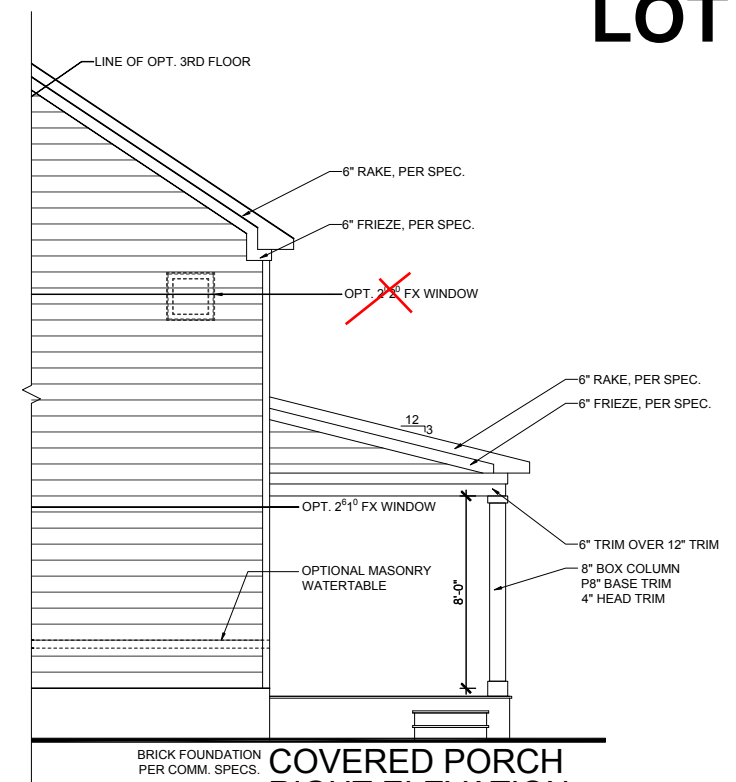 LOT
LINE OF OPT. 3RD FLOOR
6" RAKE, PER SPEC.
6" FRIEZE, PER SPEC.
OPT. 2⁰2⁰ FX WINDOW
6" RAKE, PER SPEC.
6" FRIEZE, PER SPEC.
12
3
OPT. 2⁶1⁰ FX WINDOW
6" TRIM OVER 12" TRIM
OPTIONAL MASONRY
WATERTABLE
8" BOX COLUMN
P8" BASE TRIM
4" HEAD TRIM
8'-0"
BRICK FOUNDATION
PER COMM. SPECS.
COVERED PORCH
RIGHT ELEVATION